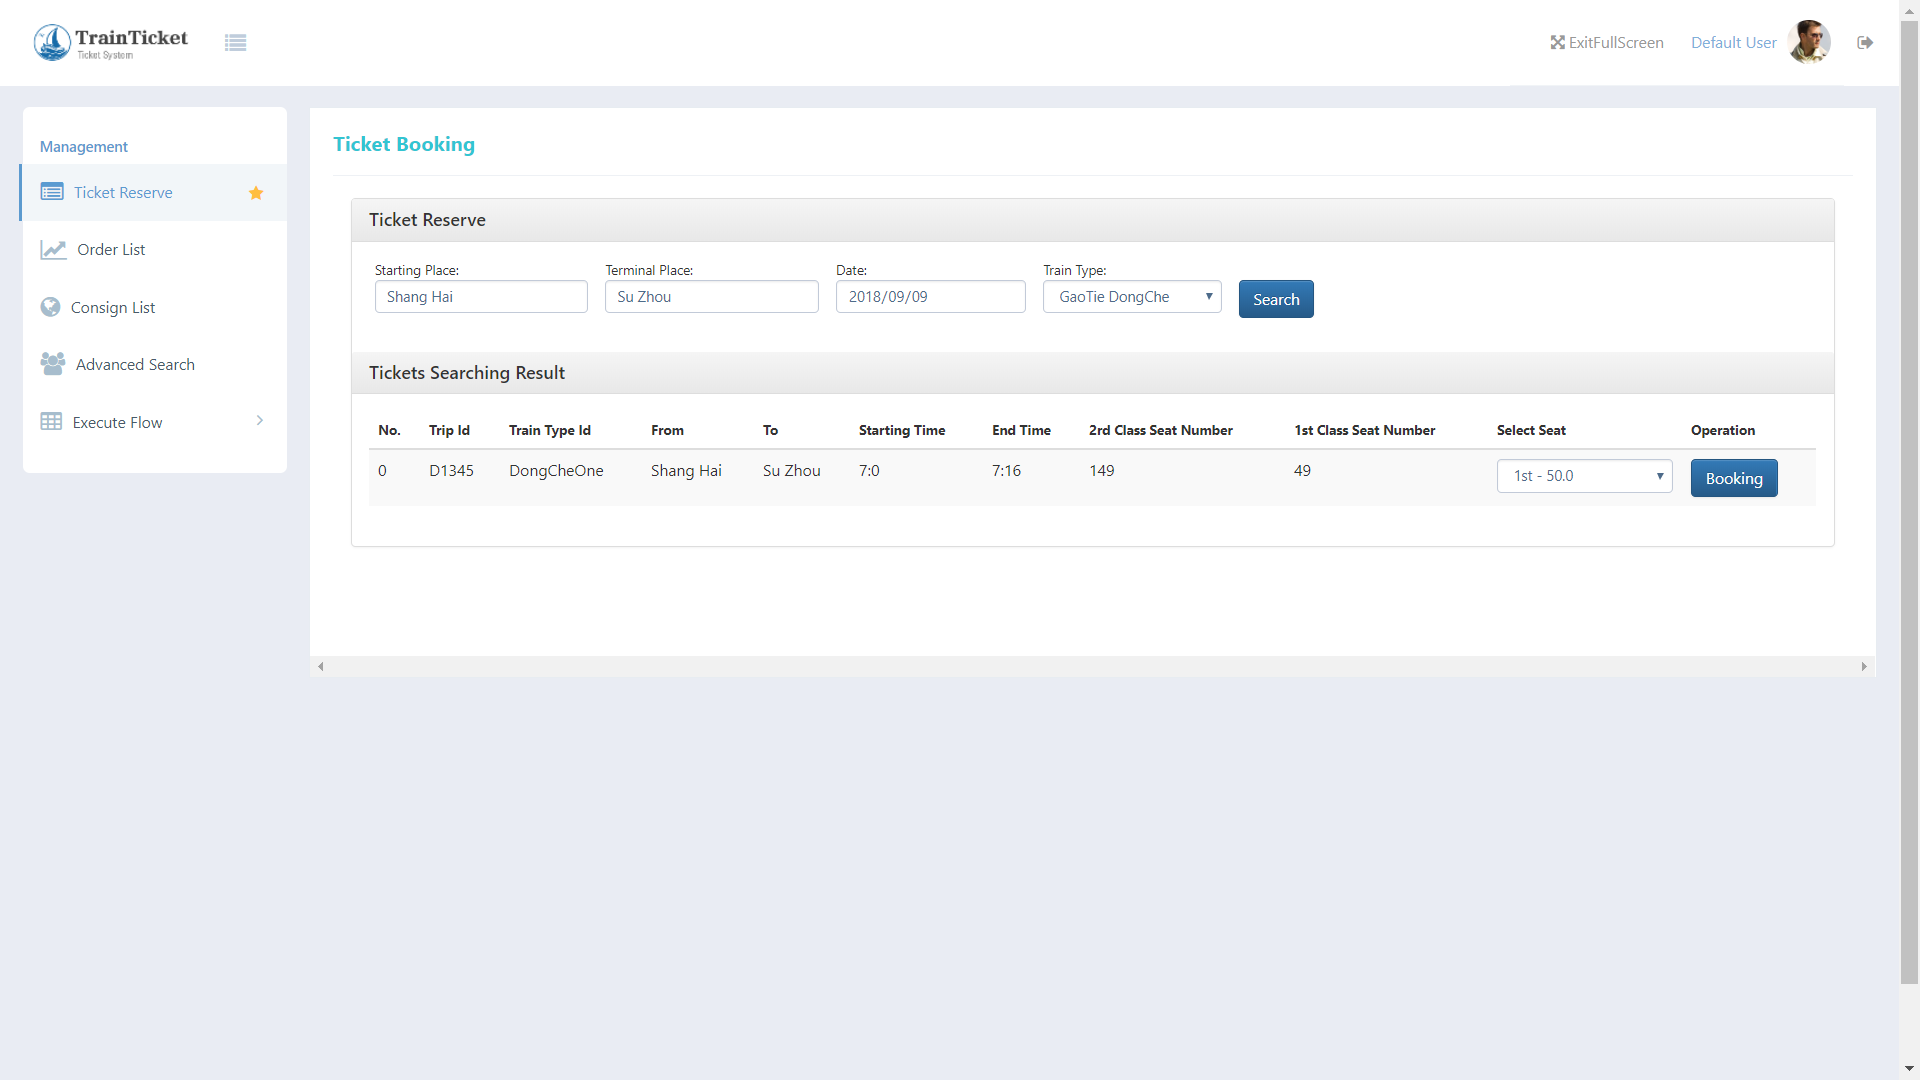 TrainTicket
Ticket System
ExitFullScreen
Default User
Management
Ticket Reserve
Order List
Consign List
Advanced Search
Execute Flow
Ticket Booking
Ticket Reserve
Starting Place: Terminal Place: Date: Train Type:
Shang Hai Su Zhou 2018/09/09 GaoTie DongChe Search
Tickets Searching Result
No. Trip Id Train Type Id From To Starting Time End Time 2rd Class Seat Number 1st Class Seat Number Select Seat Operation
0 D1345 DongCheOne Shang Hai Su Zhou 7:0 7:16 149 49 1st - 50.0 Booking